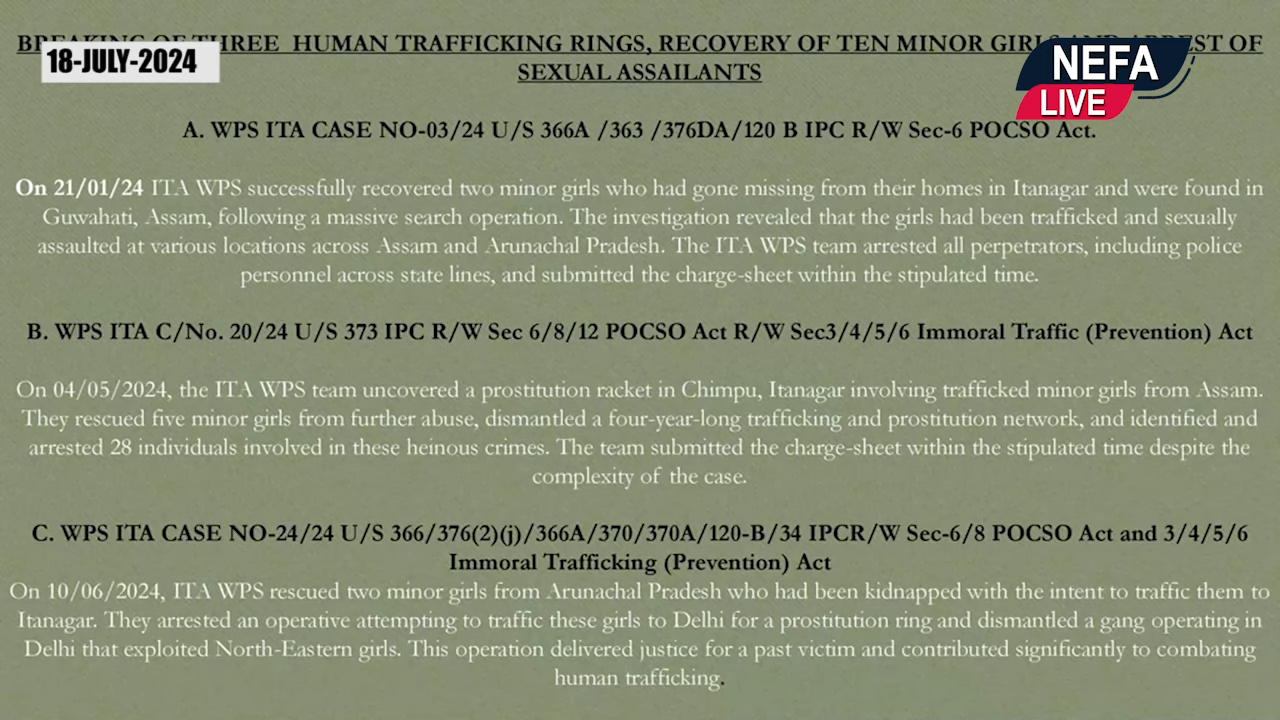 BREAKING OF THREE HUMAN TRAFFICKING RINGS, RECOVERY OF TEN MINOR GIRLS AND ARREST OF
18-JULY-2024
NEFA
LIVE
SEXUAL ASSAILANTS
A. WPS ITA CASE NO-03/24 U/S 366A /363 /376DA/120 B IPC R/W Sec-6 POCSO Act.
On 21/01/24 ITA WPS successfully recovered two minor girls who had gone missing from their homes in Itanagar and were found in
Guwahati, Assam, following a massive search operation. The investigation revealed that the girls had been trafficked and sexually
assaulted at various locations across Assam and Arunachal Pradesh. The ITA WPS team arrested all perpetrators, including police
personnel across state lines, and submitted the charge-sheet within the stipulated time.
B. WPS ITA C/No. 20/24 U/S 373 IPC R/W Sec 6/8/12 POCSO Act R/W Sec3/4/5/6 Immoral Traffic (Prevention) Act
On 04/05/2024, the ITA WPS team uncovered a prostitution racket in Chimpu, Itanagar involving trafficked minor girls from Assam.
They rescued five minor girls from further abuse, dismantled a four-year-long trafficking and prostitution network, and identified and
arrested 28 individuals involved in these heinous crimes. The team submitted the charge-sheet within the stipulated time despite the
complexity of the case.
C. WPS ITA CASE NO-24/24 U/S 366/376(2)(j)/366A/370/370A/120-B/34 IPCR/W Sec-6/8 POCSO Act and 3/4/5/6
Immoral Trafficking (Prevention) Act
On 10/06/2024, ITA WPS rescued two minor girls from Arunachal Pradesh who had been kidnapped with the intent to traffic them to
Itanagar. They arrested an operative attempting to traffic these girls to Delhi for a prostitution ring and dismantled a gang operating in
Delhi that exploited North-Eastern girls. This operation delivered justice for a past victim and contributed significantly to combating
human trafficking.